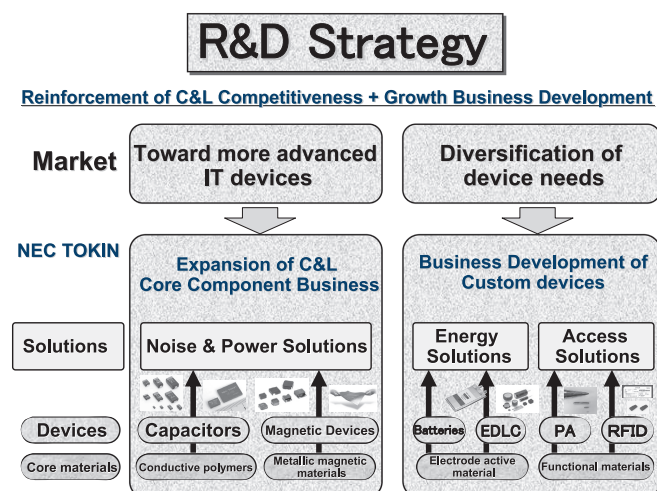 R&D Strategy
Reinforcement of C&L Competitiveness + Growth Business Development
Market
Toward more advanced
IT devices
Diversification of
device needs
NEC TOKIN
Expansion of C&L
Core Component Business
Business Development of
Custom devices
Solutions
Noise & Power Solutions
Energy
Solutions
Access
Solutions
Devices
Capacitors
Magnetic Devices
Batteries
EDLC
PA
RFID
Core materials
Conductive polymers
Metallic magnetic
materials
Electrode active
material
Functional materials